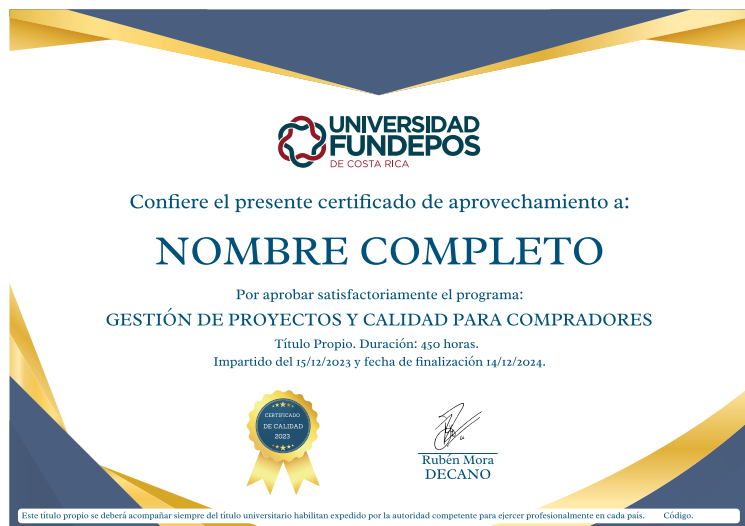 UNIVERSIDAD
FUNDEPOS
DE COSTA RICA
Confiere el presente certificado de aprovechamiento a:
NOMBRE COMPLETO
Por aprobar satisfactoriamente el programa:
GESTIÓN DE PROYECTOS Y CALIDAD PARA COMPRADORES
Título Propio. Duración: 450 horas.
Impartido del 15/12/2023 y fecha de finalización 14/12/2024.
CERTIFICADO
DE CALIDAD
2023
Rubén Mora
DECANO
Este título propio se deberá acompañar siempre del título universitario habilitan expedido por la autoridad competente para ejercer profesionalmente en cada país. Código.